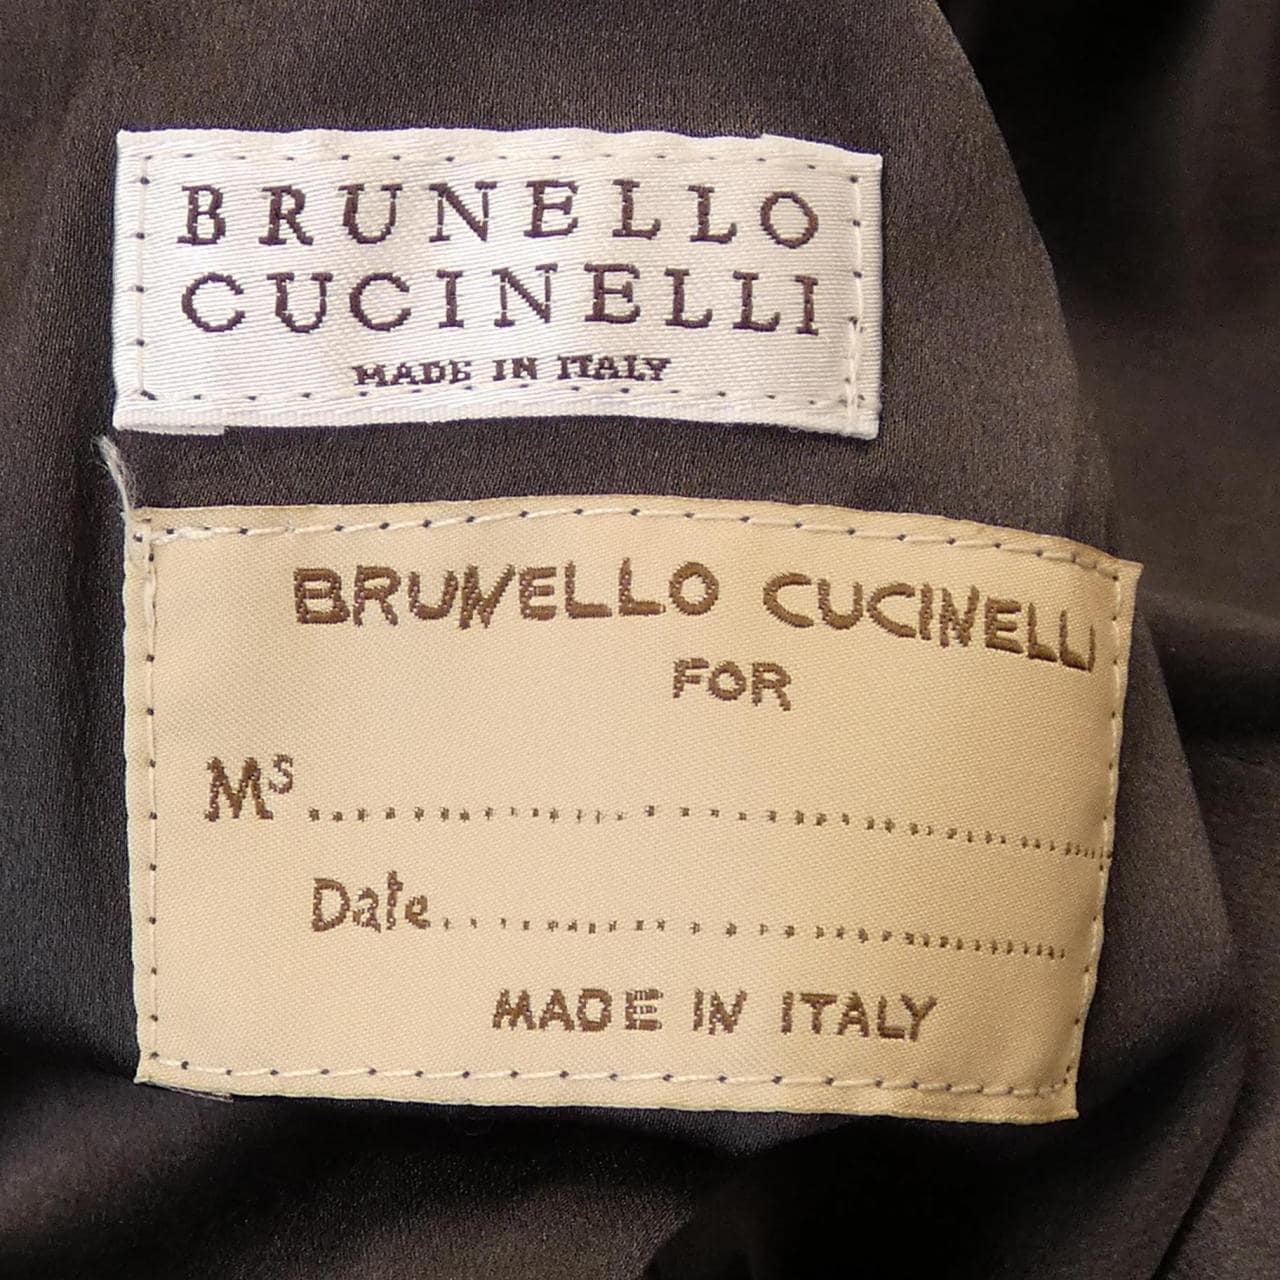 BRUNELLO
CUCINELLI
MADE IN ITALY
BRUNELLO CUCINELLI
FOR
Ms ........................................
Date ........................................
MADE IN ITALY